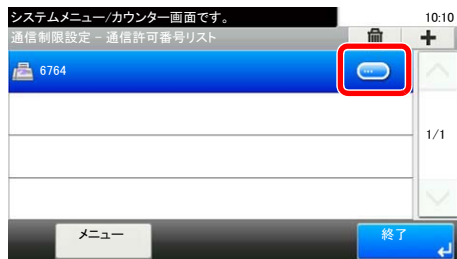 システムメニュー/カウンター画面です。
10:10
通信制限設定 - 通信許可番号リスト
6764
1/1
メニュー
終了